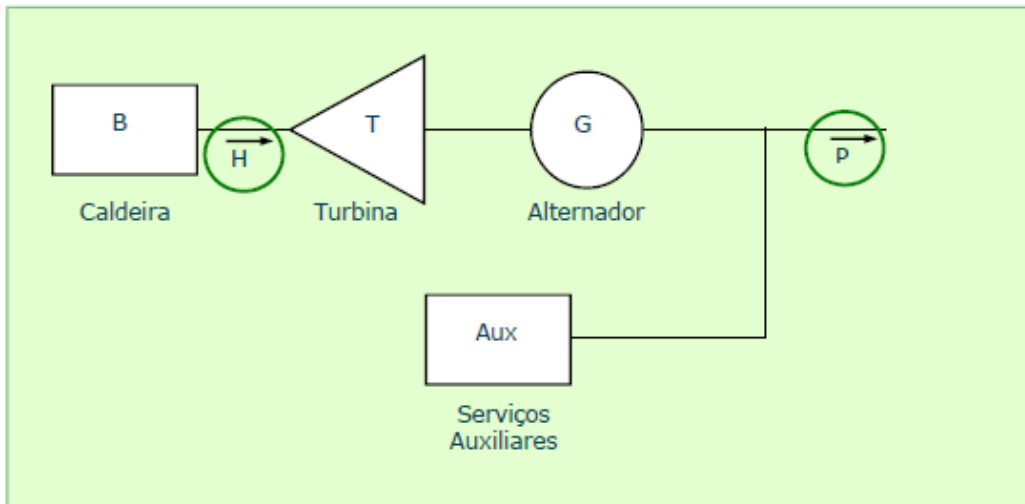 B
H
T
G
P
Caldeira
Turbina
Alternador
Aux
Serviços
Auxiliares